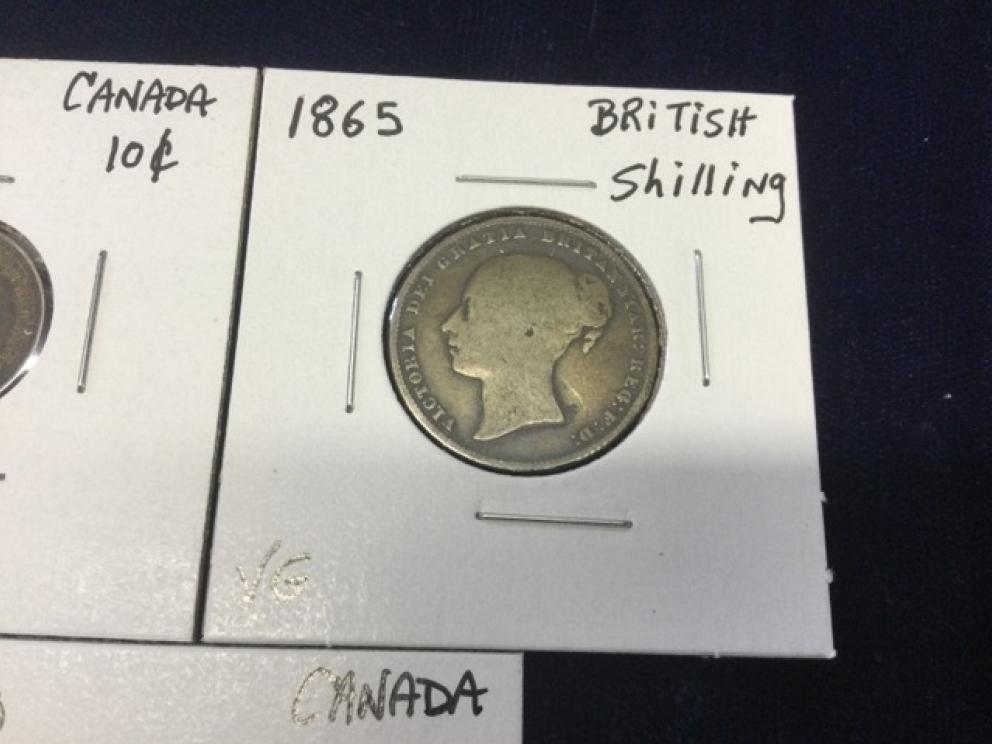 CANADA
10¢
1865
BRITISH
Shilling
VICTORIA DEI GRATIA BRITANNIAR: REG: F: D:
VG
CANADA